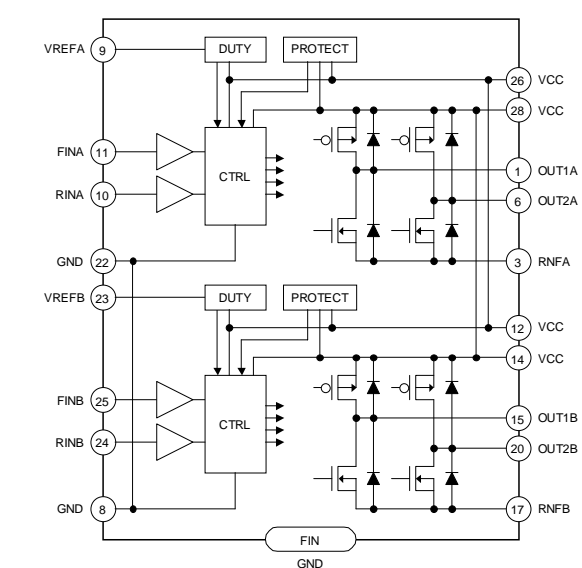 VREFA 9 DUTY PROTECT
26 VCC
28 VCC
FINA 11
CTRL
1 OUT1A
RINA 10
6 OUT2A
GND 22
3 RNFA
VREFB 23 DUTY PROTECT
12 VCC
14 VCC
FINB 25
CTRL
15 OUT1B
RINB 24
20 OUT2B
GND 8
17 RNFB
FIN
GND